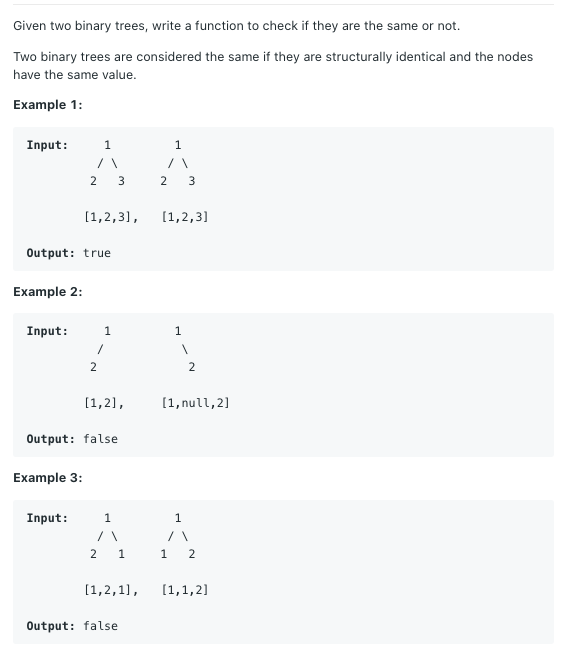 Given two binary trees, write a function to check if they are the same or not.
Two binary trees are considered the same if they are structurally identical and the nodes
have the same value.
Example 1:
Input:     1         1
          / \       / \
         2   3     2   3

        [1,2,3],   [1,2,3]

Output: true
Example 2:
Input:     1         1
          /           \
         2             2

        [1,2],     [1,null,2]

Output: false
Example 3:
Input:     1         1
          / \       / \
         2   1     1   2

        [1,2,1],   [1,1,2]

Output: false